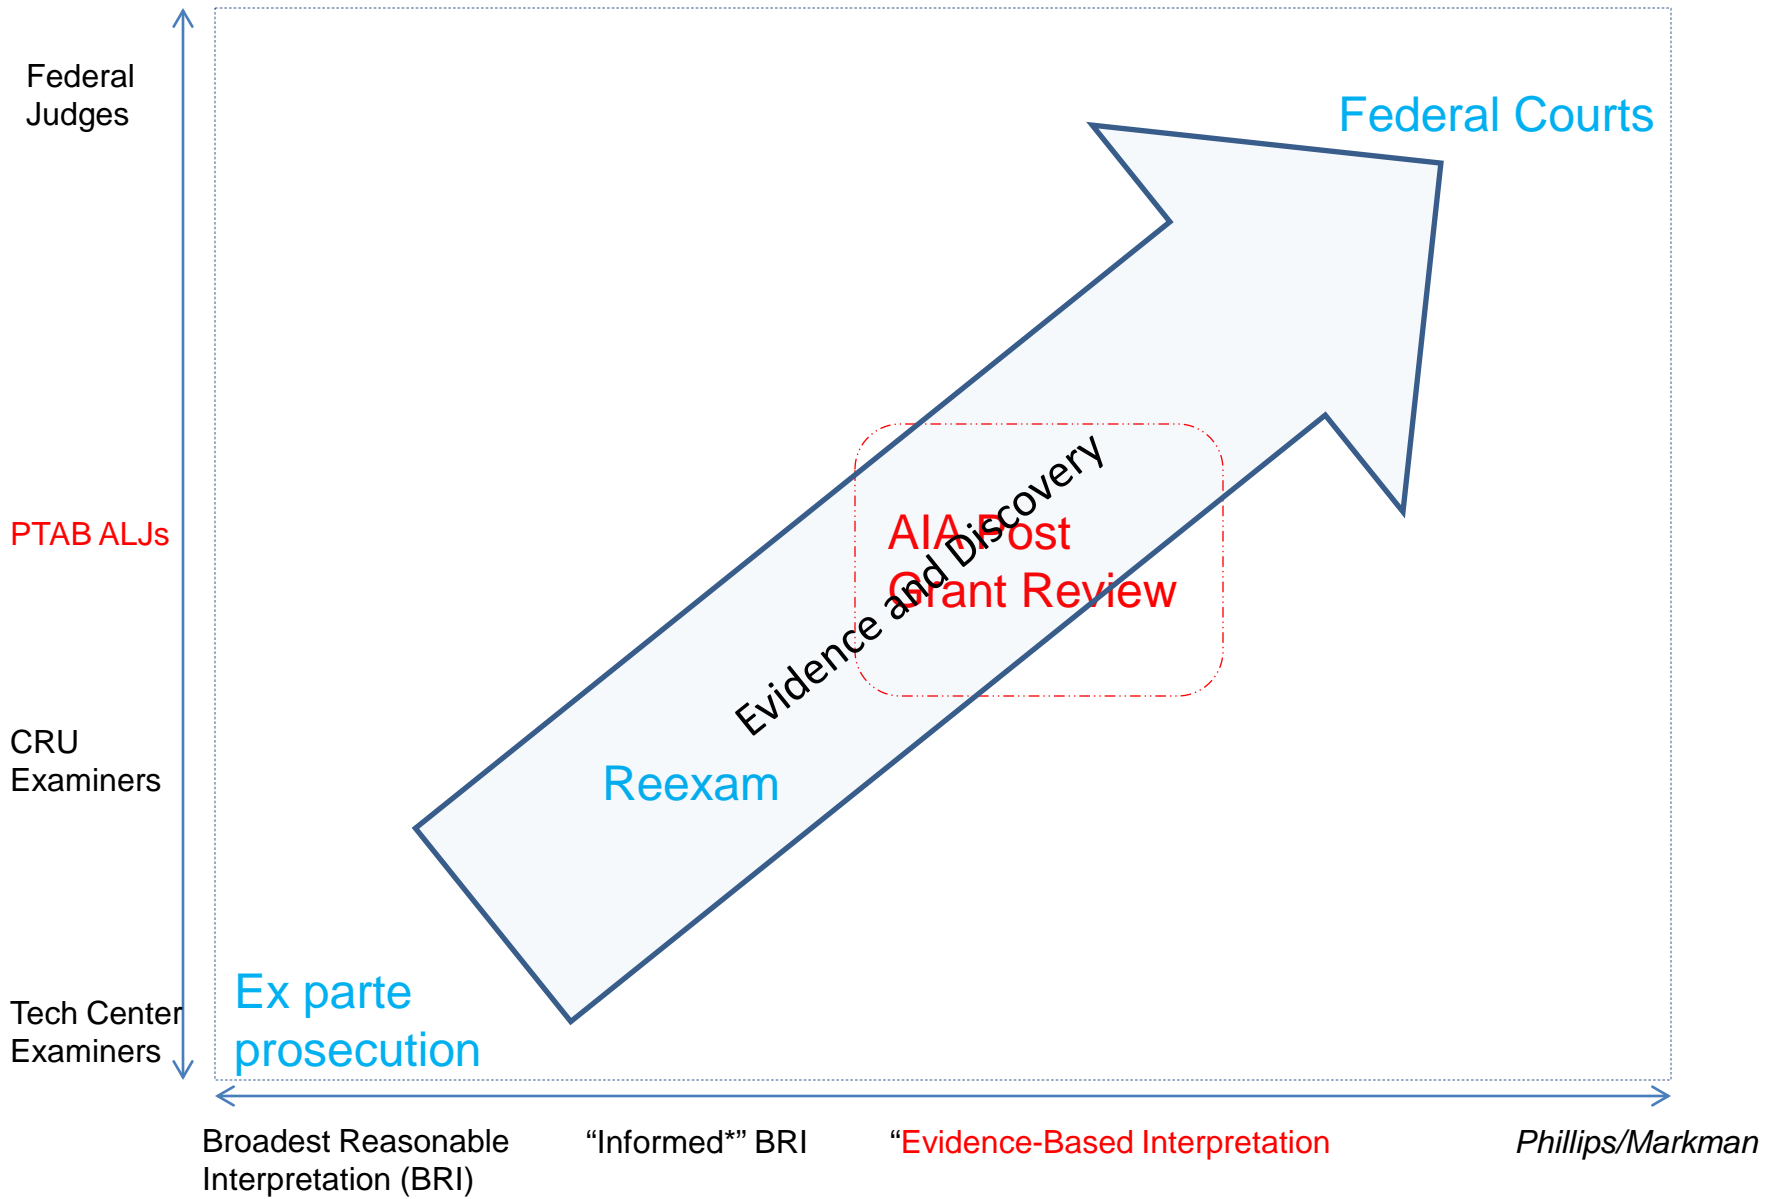 Federal
Judges
Federal Courts
PTAB ALJs
AIA Post
Grant Review
Evidence and Discovery
CRU
Examiners
Reexam
Tech Center
Examiners
Ex parte
prosecution
Broadest Reasonable
Interpretation (BRI)
“Informed*” BRI
“Evidence-Based Interpretation
Phillips/Markman